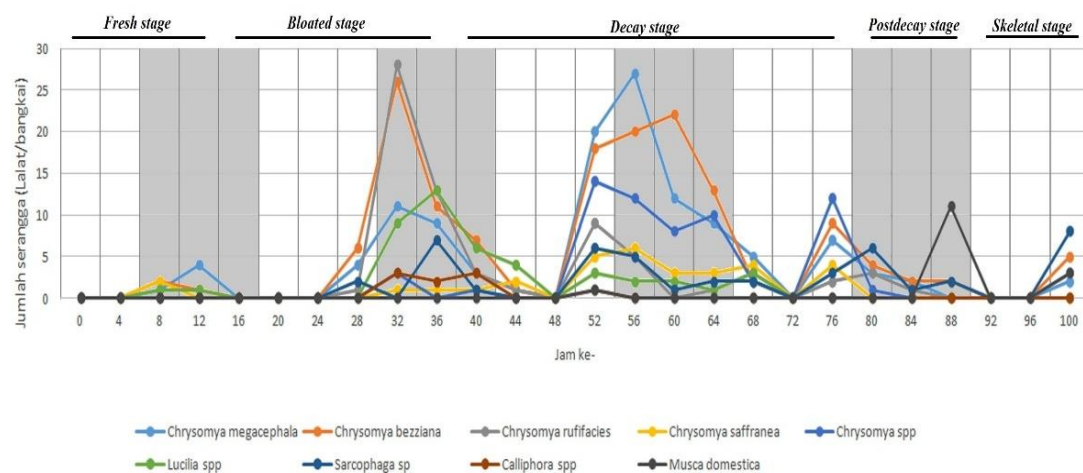 Fresh stage Bloated stage Decay stage Postdecay stage Skeletal stage
Jumlah serangga (Lalat/bangkai)
30
25
20
15
10
5
0
0 4 8 12 16 20 24 28 32 36 40 44 48 52 56 60 64 68 72 76 80 84 88 92 96 100
Jam ke-
Chrysomya megacephala Chrysomya bezziana Chrysomya rufifacies Chrysomya saffranea Chrysomya spp
Lucilia spp Sarcophaga sp Calliphora spp Musca domestica